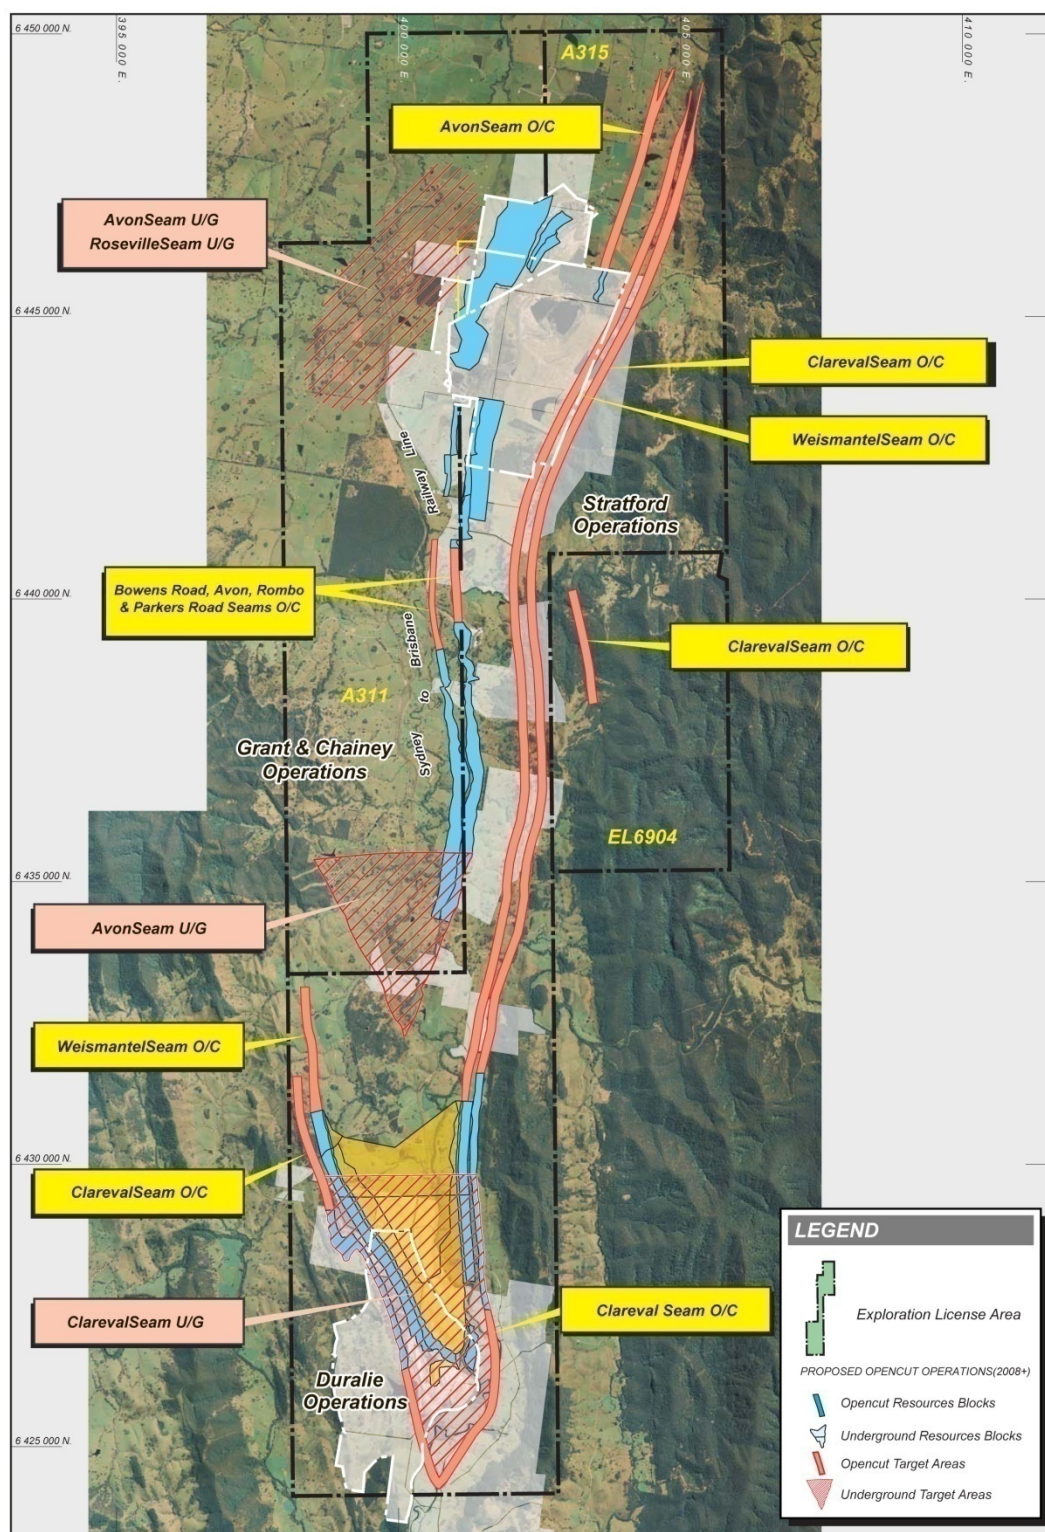 6 450 000 N.
395 000 E.
400 000 E.
405 000 E.
410 000 E.
A315
AvonSeam O/C
AvonSeam U/G
RosevilleSeam U/G
6 445 000 N.
ClarevalSeam O/C
WeismantelSeam O/C
Stratford
Operations
Sydney to Brisbane Railway Line
Bowens Road, Avon, Rombo
& Parkers Road Seams O/C
6 440 000 N.
ClarevalSeam O/C
A311
Grant & Chainey
Operations
EL6904
6 435 000 N.
AvonSeam U/G
WeismantelSeam O/C
6 430 000 N.
ClarevalSeam O/C
ClarevalSeam U/G
Clareval Seam O/C
Duralie
Operations
6 425 000 N.
LEGEND
Exploration License Area
PROPOSED OPENCUT OPERATIONS(2008+)
Opencut Resources Blocks
Underground Resources Blocks
Opencut Target Areas
Underground Target Areas